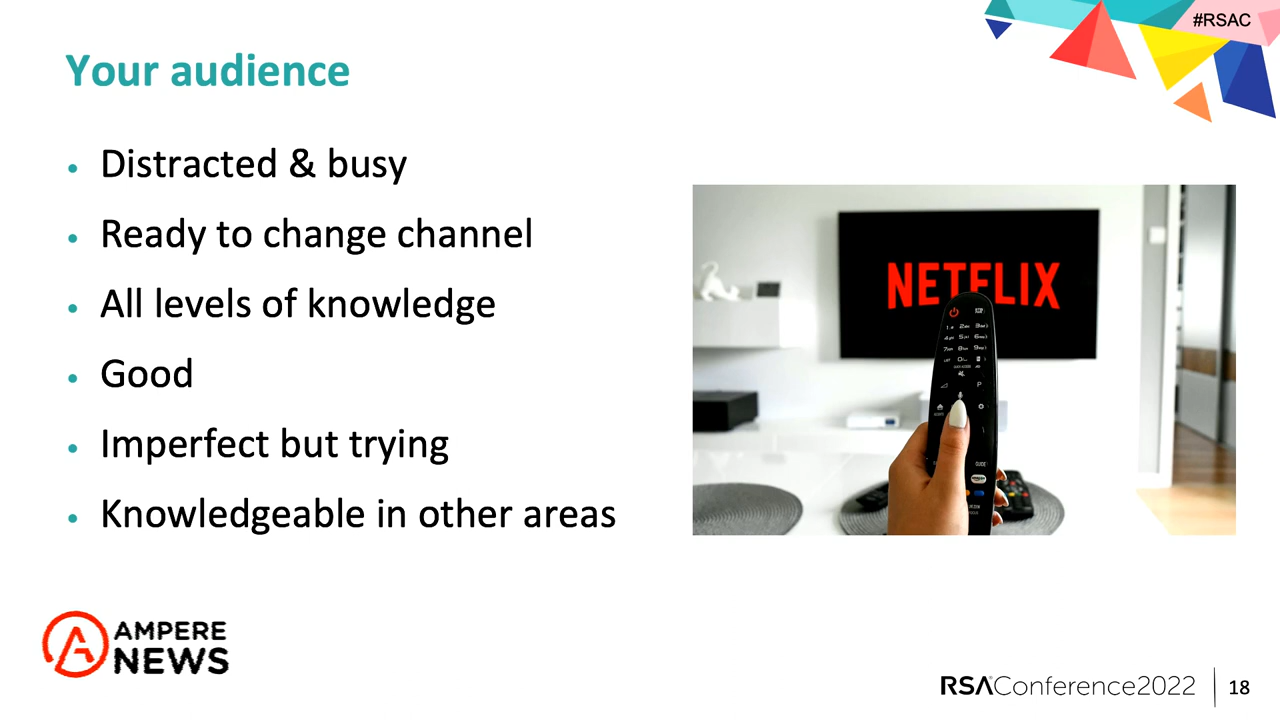 #RSAC
Your audience
• Distracted & busy
• Ready to change channel
• All levels of knowledge
• Good
• Imperfect but trying
• Knowledgeable in other areas
NETFLIX
GUIDE
AMPERE
NEWS
RSAConference2022
18